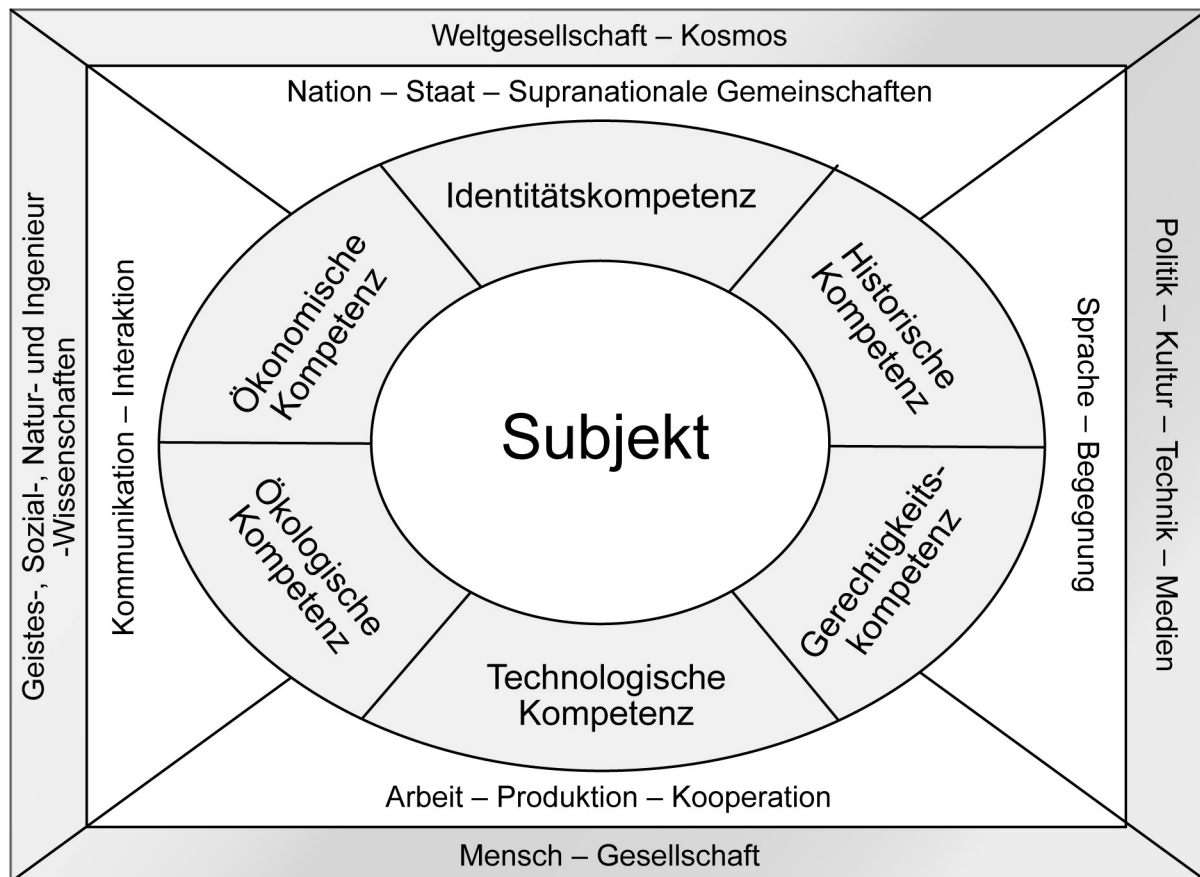 Weltgesellschaft – Kosmos
Nation – Staat – Supranationale Gemeinschaften
Identitätskompetenz
Historische
Kompetenz
Gerechtigkeits-
kompetenz
Technologische
Kompetenz
Ökologische
Kompetenz
Ökonomische
Kompetenz
Subjekt
Geistes-, Sozial-, Natur- und Ingenieur
-Wissenschaften
Kommunikation – Interaktion
Sprache – Begegnung
Politik – Kultur – Technik – Medien
Arbeit – Produktion – Kooperation
Mensch – Gesellschaft